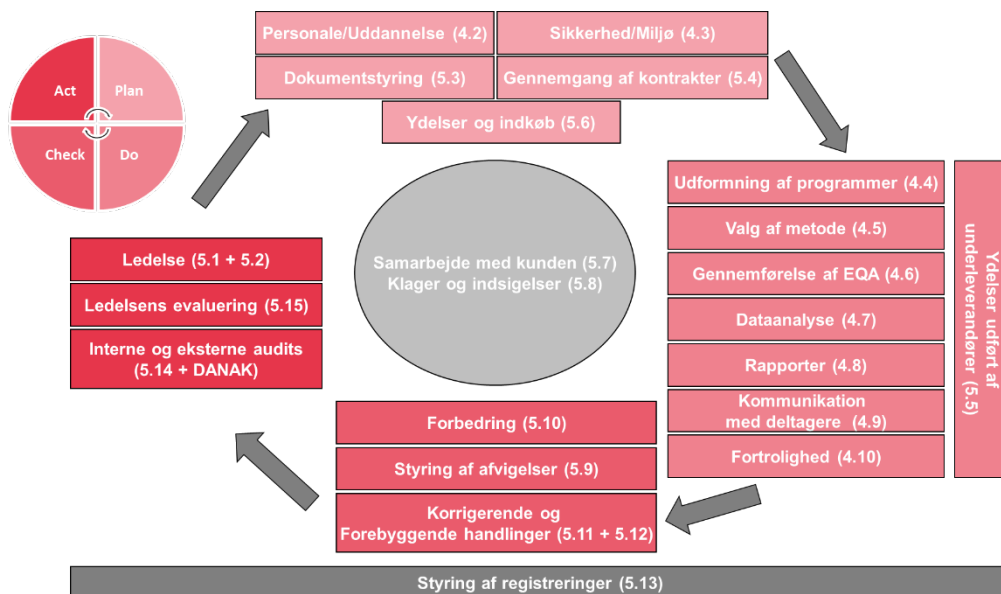 Act
Plan
Check
Do
Personale/Uddannelse (4.2)
Sikkerhed/Miljø (4.3)
Dokumentstyring (5.3)
Gennemgang af kontrakter (5.4)
Ydelser og indkøb (5.6)
Udformning af programmer (4.4)
Valg af metode (4.5)
Gennemførelse af EQA (4.6)
Dataanalyse (4.7)
Rapporter (4.8)
Kommunikation
med deltagere (4.9)
Fortrolighed (4.10)
Ydelser udført af
underleverandører (5.5)
Samarbejde med kunden (5.7)
Klager og indsigelser (5.8)
Ledelse (5.1 + 5.2)
Ledelsens evaluering (5.15)
Interne og eksterne audits
(5.14 + DANAK)
Forbedring (5.10)
Styring af afvigelser (5.9)
Korrigerende og
Forebyggende handlinger (5.11 + 5.12)
Styring af registreringer (5.13)